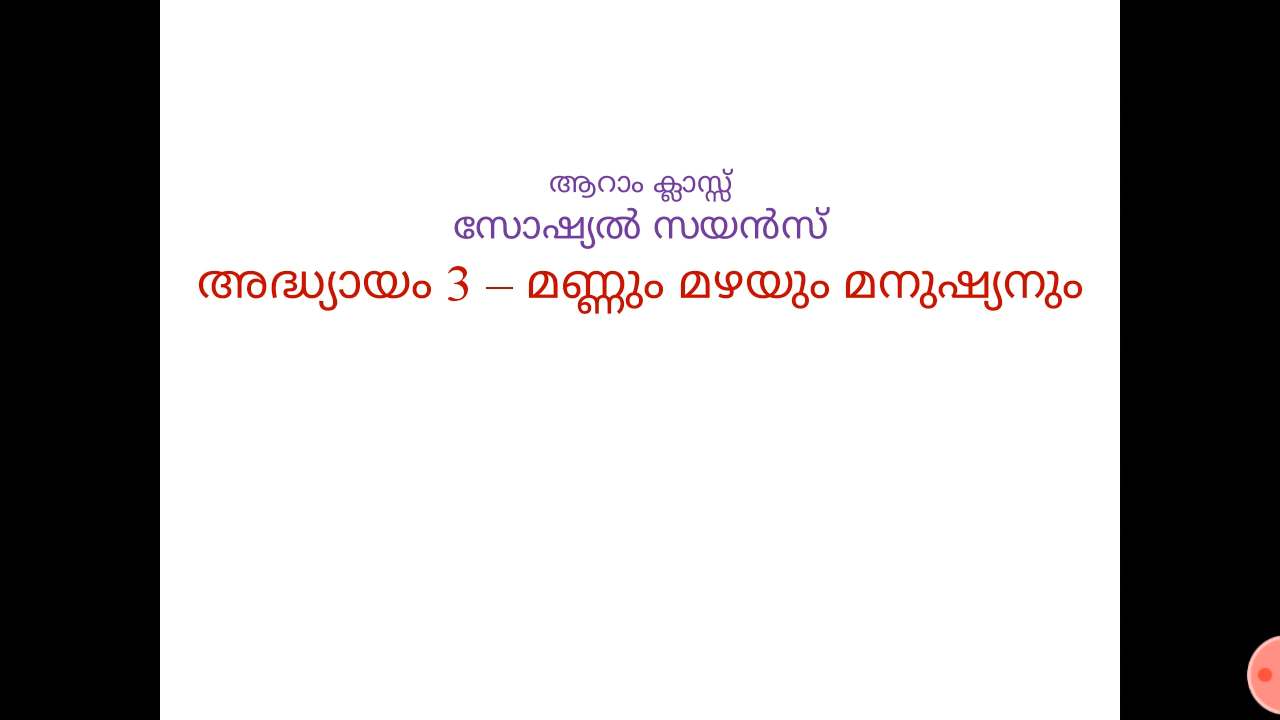 ആറാം ക്ലാസ്സ്
സോഷ്യൽ സയൻസ്
അദ്ധ്യായം 3 – മണ്ണും മഴയും മനുഷ്യനും